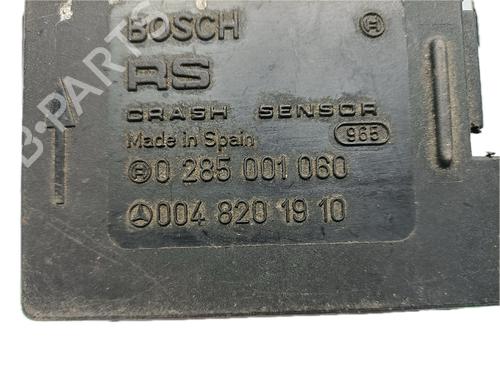 BOSCH
RS
CRASH SENSOR
Made in Spain 965
0 285 001 060
004 820 19 10
B-PARTS